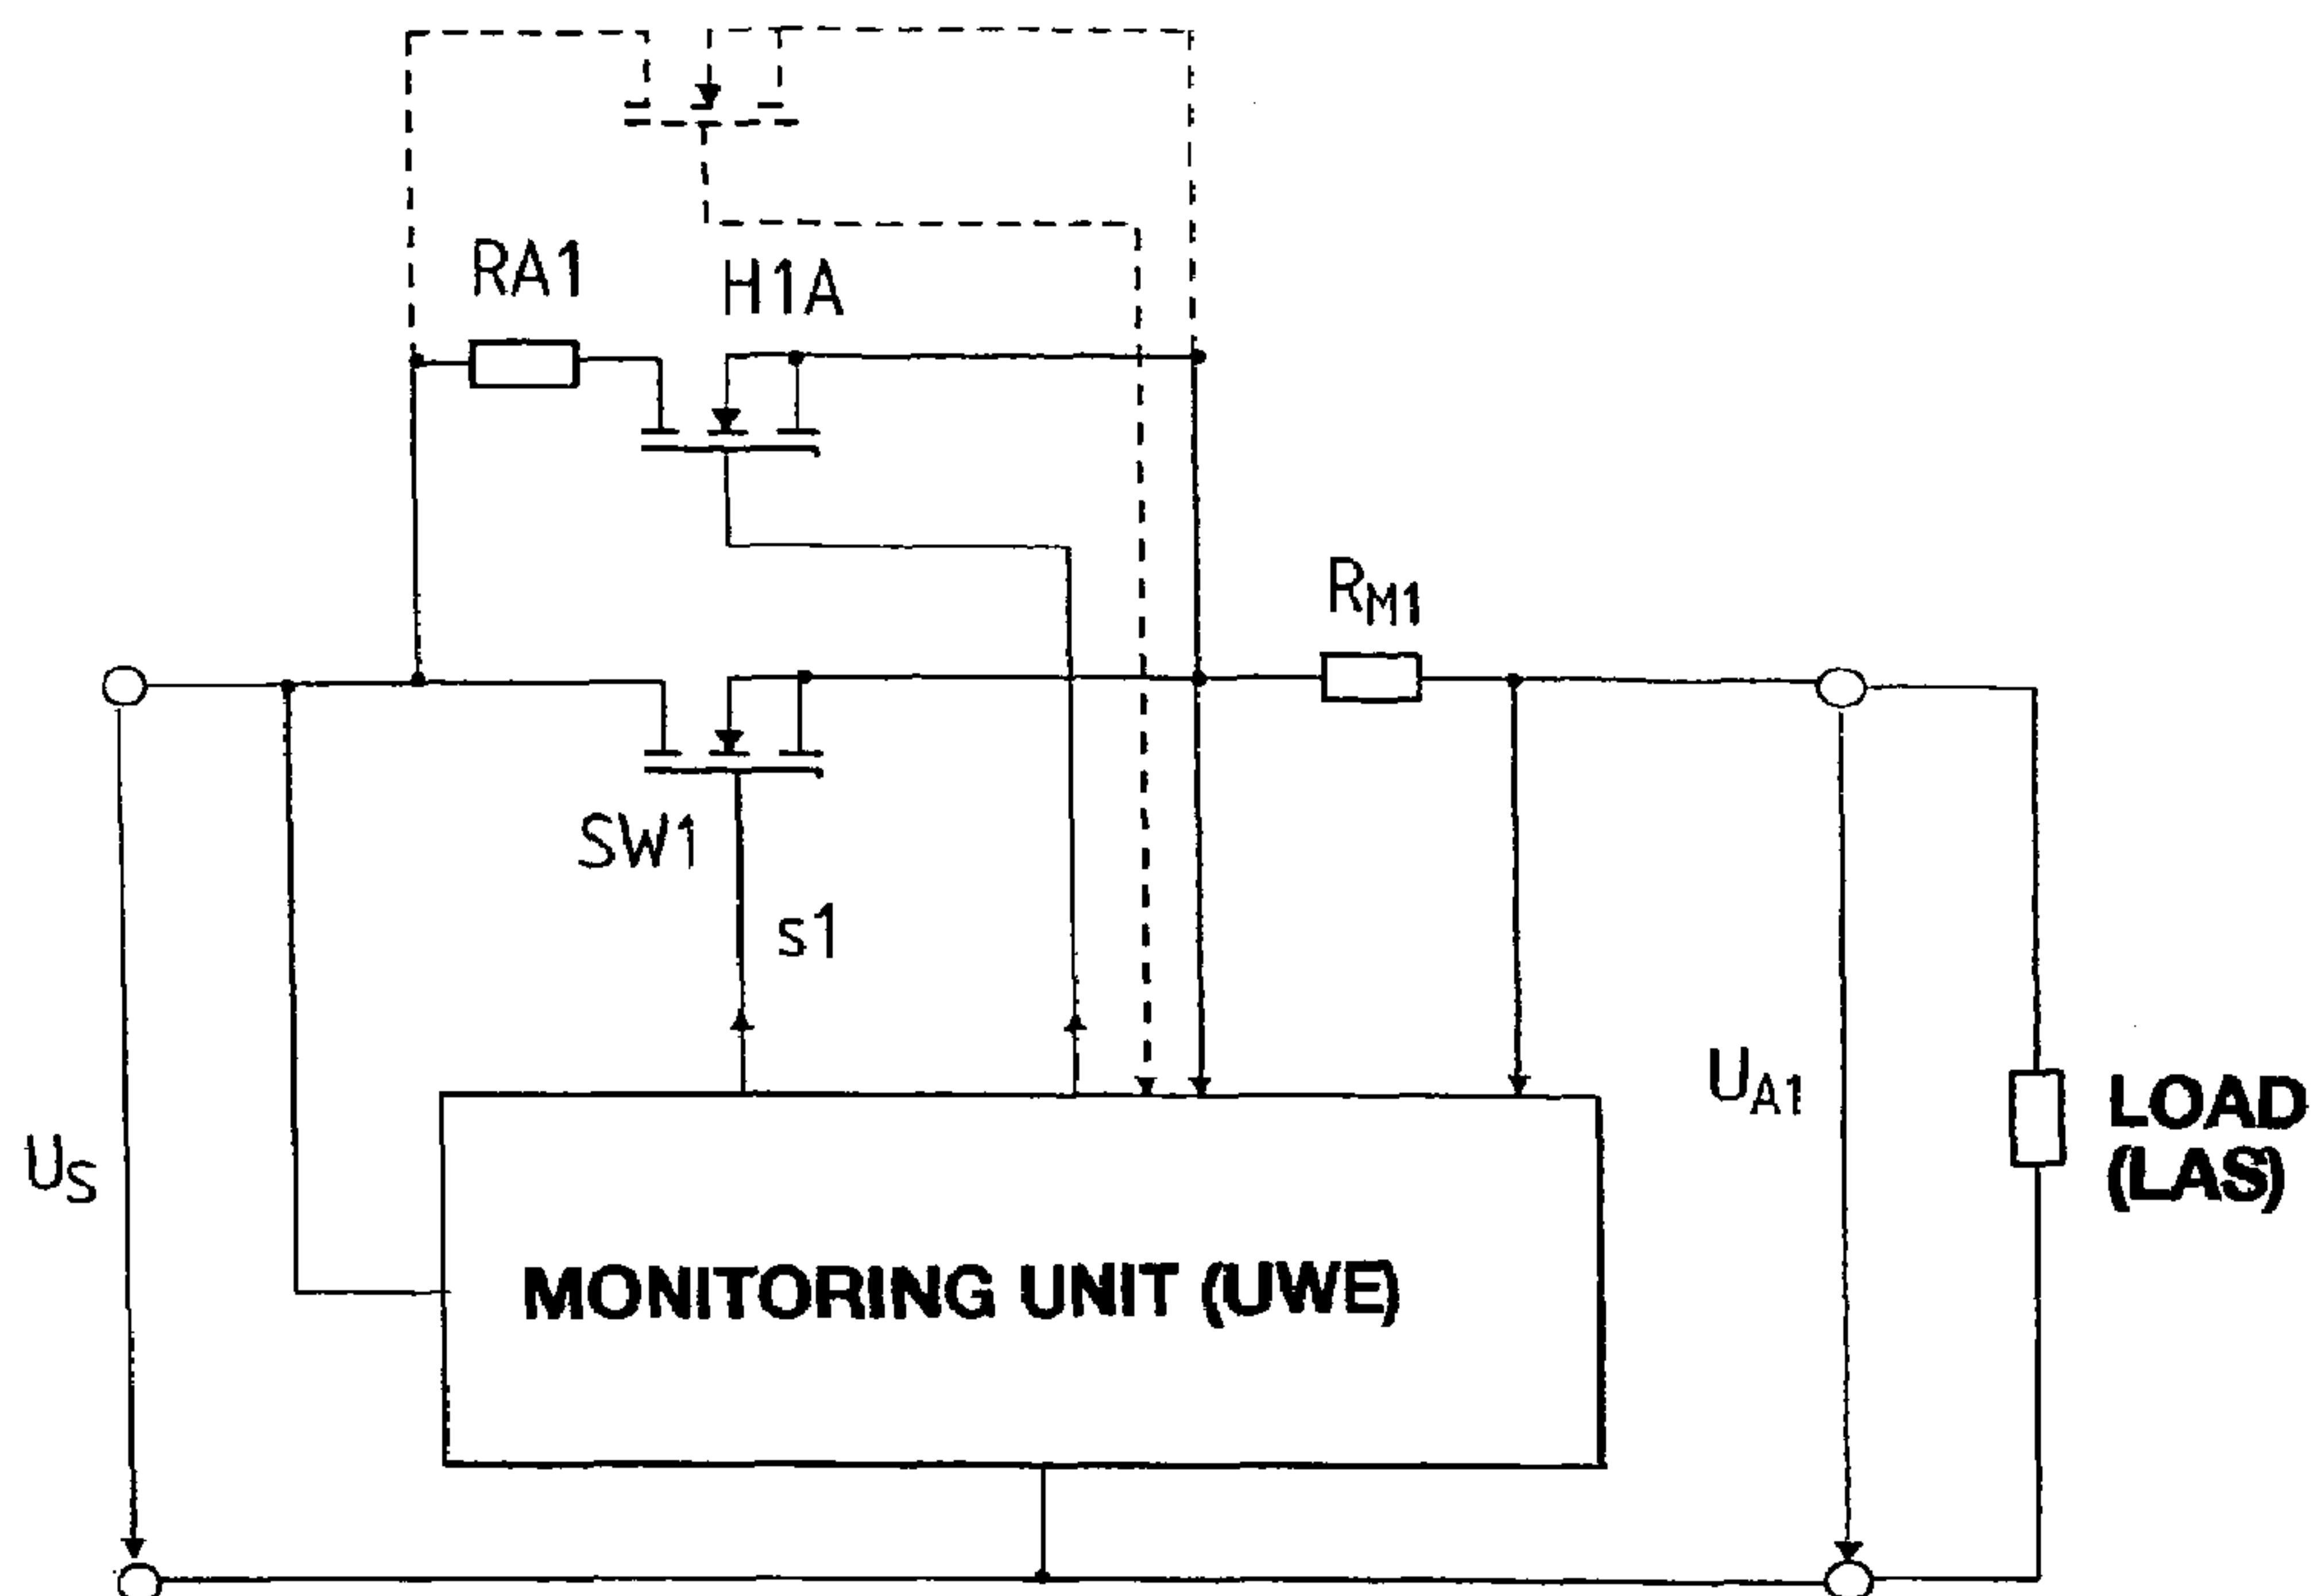 RA1
H1A
RM1
SW1
s1
US
UA1
LOAD
(LAS)
MONITORING UNIT (UWE)